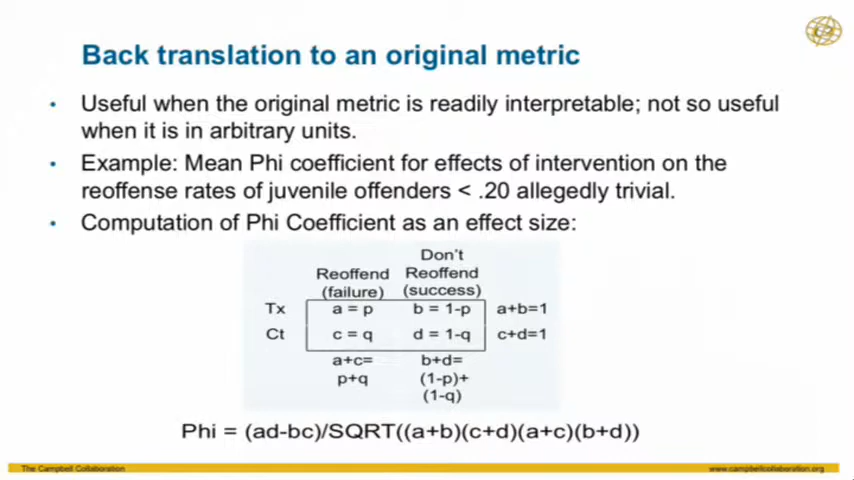 Back translation to an original metric
• Useful when the original metric is readily interpretable; not so useful
when it is in arbitrary units.
• Example: Mean Phi coefficient for effects of intervention on the
reoffense rates of juvenile offenders < .20 allegedly trivial.
• Computation of Phi Coefficient as an effect size:
Don't
Reoffend Reoffend
(failure) (success)
Tx a = p b = 1-p a+b=1
Ct c = q d = 1-q c+d=1
a+c= b+d=
p+q (1-p)+
(1-q)
Phi = (ad-bc)/SQRT((a+b)(c+d)(a+c)(b+d))
The Campbell Collaboration www.campbellcollaboration.org